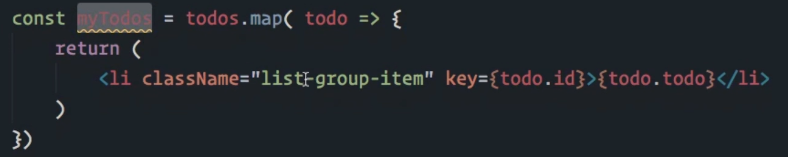 const myTodos = todos.map( todo => {
return (
<li className="list-group-item" key={todo.id}>{todo.todo}</li>
)
})